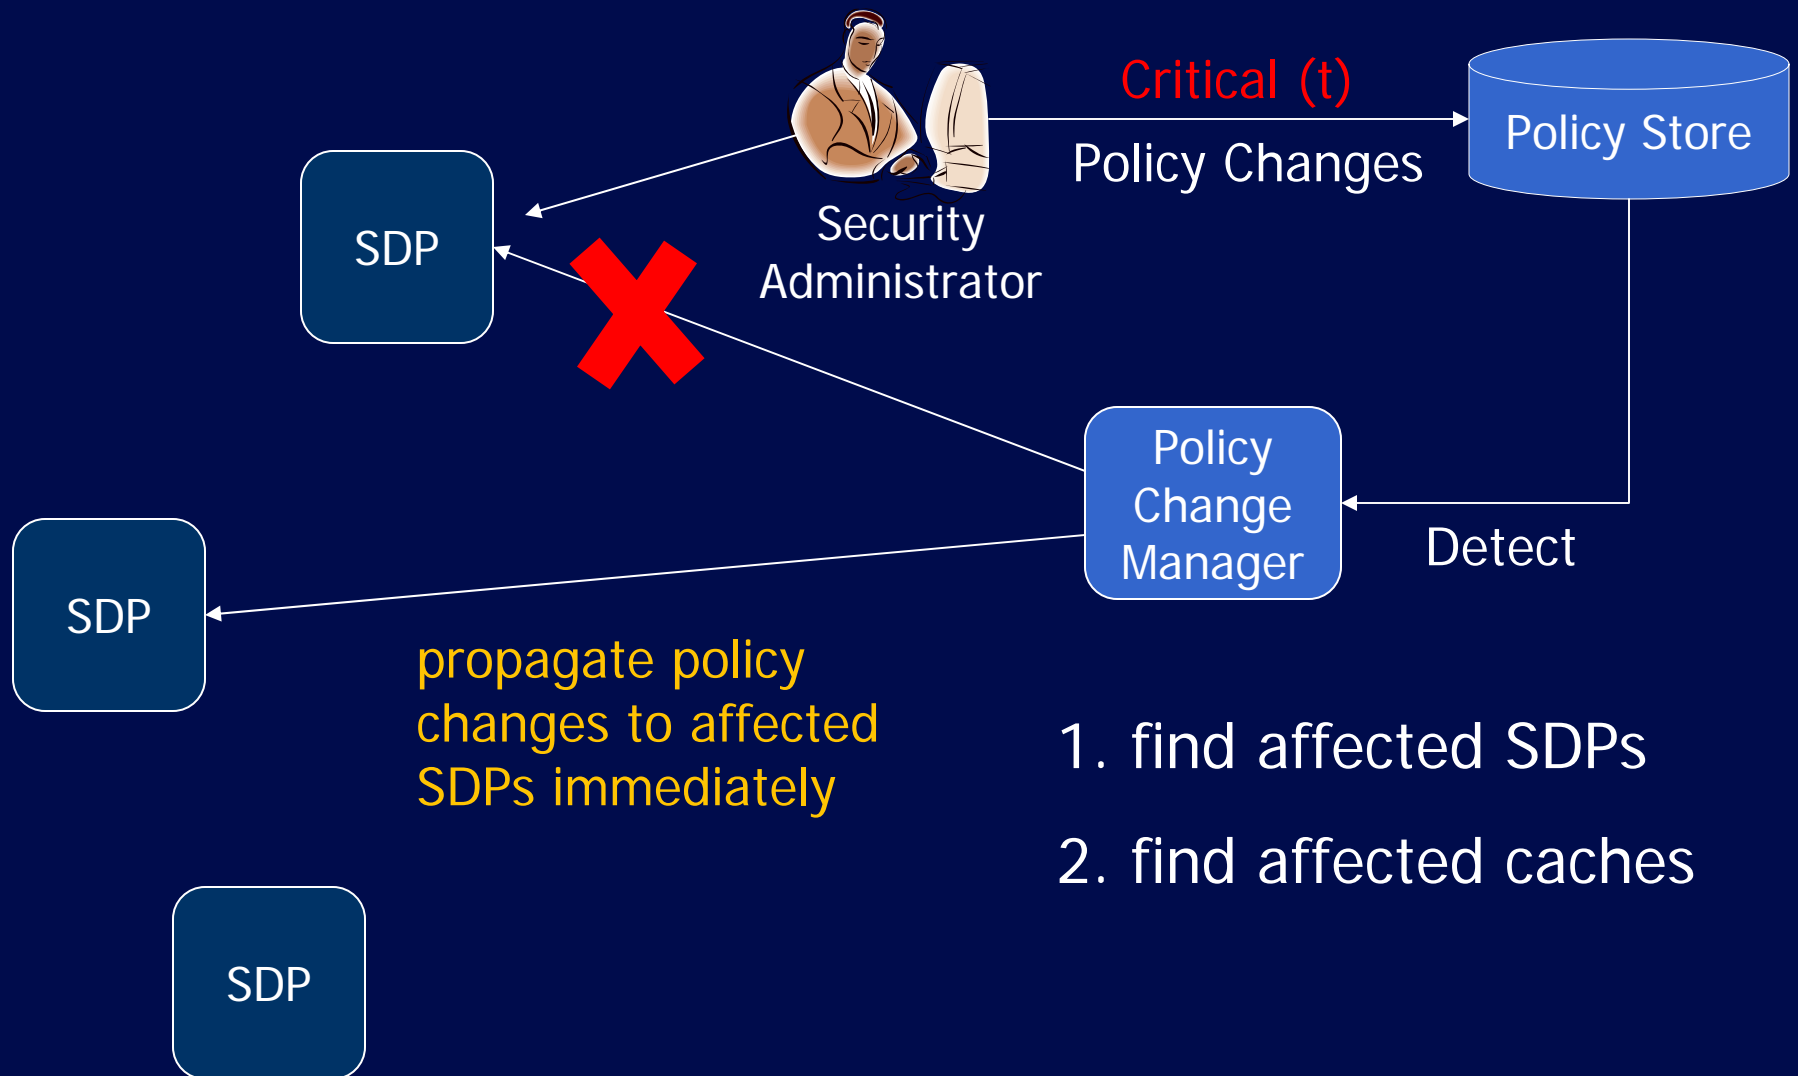 Critical (t)
Policy Changes
Policy Store
Security
Administrator
SDP
Policy
Change
Manager
Detect
SDP
propagate policy
changes to affected
SDPs immediately
1. find affected SDPs
2. find affected caches
SDP